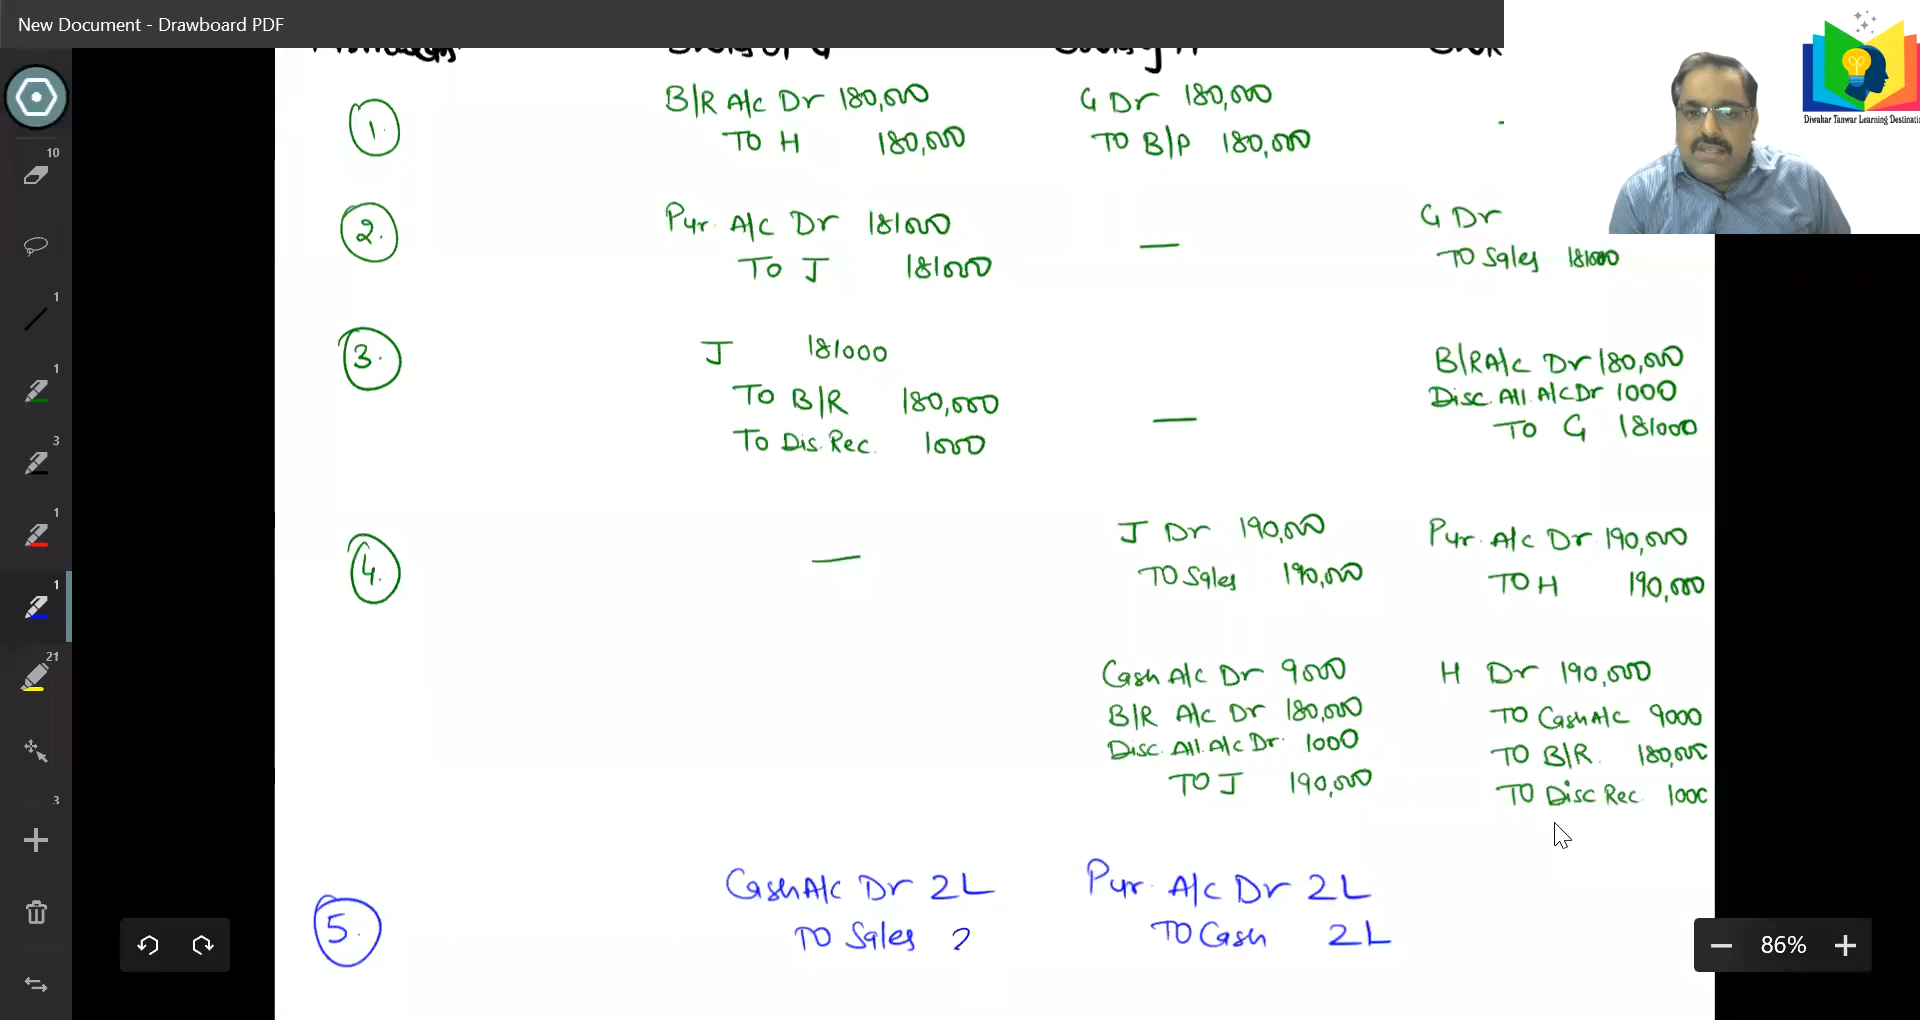 New Document - Drawboard PDF
Diwakar Tanwar Learning Destinati
10
1
1
3
1
1
21
3
1.
B/R A/c Dr 180,000
To H 180,000
G Dr 180,000
To B/P 180,000
2.
Pur. A/c Dr 181000
To J 181000
—
G Dr
To Sales 181000
3.
J 181000
To B/R 180,000
To Dis. Rec. 1000
—
B/R A/c Dr 180,000
Disc. All. A/c Dr 1000
To G 181000
4.
—
J Dr 190,000
To Sales 190,000
Pur. A/c Dr 190,000
To H 190,000
Cash A/c Dr 9000
B/R A/c Dr 180,000
Disc. All. A/c Dr. 1000
To J 190,000
H Dr 190,000
To Cash A/c 9000
To B/R. 180,000
To Disc Rec. 1000
5.
Cash A/c Dr 2L
To Sales 2
Pur. A/c Dr 2L
To Cash 2L
86%